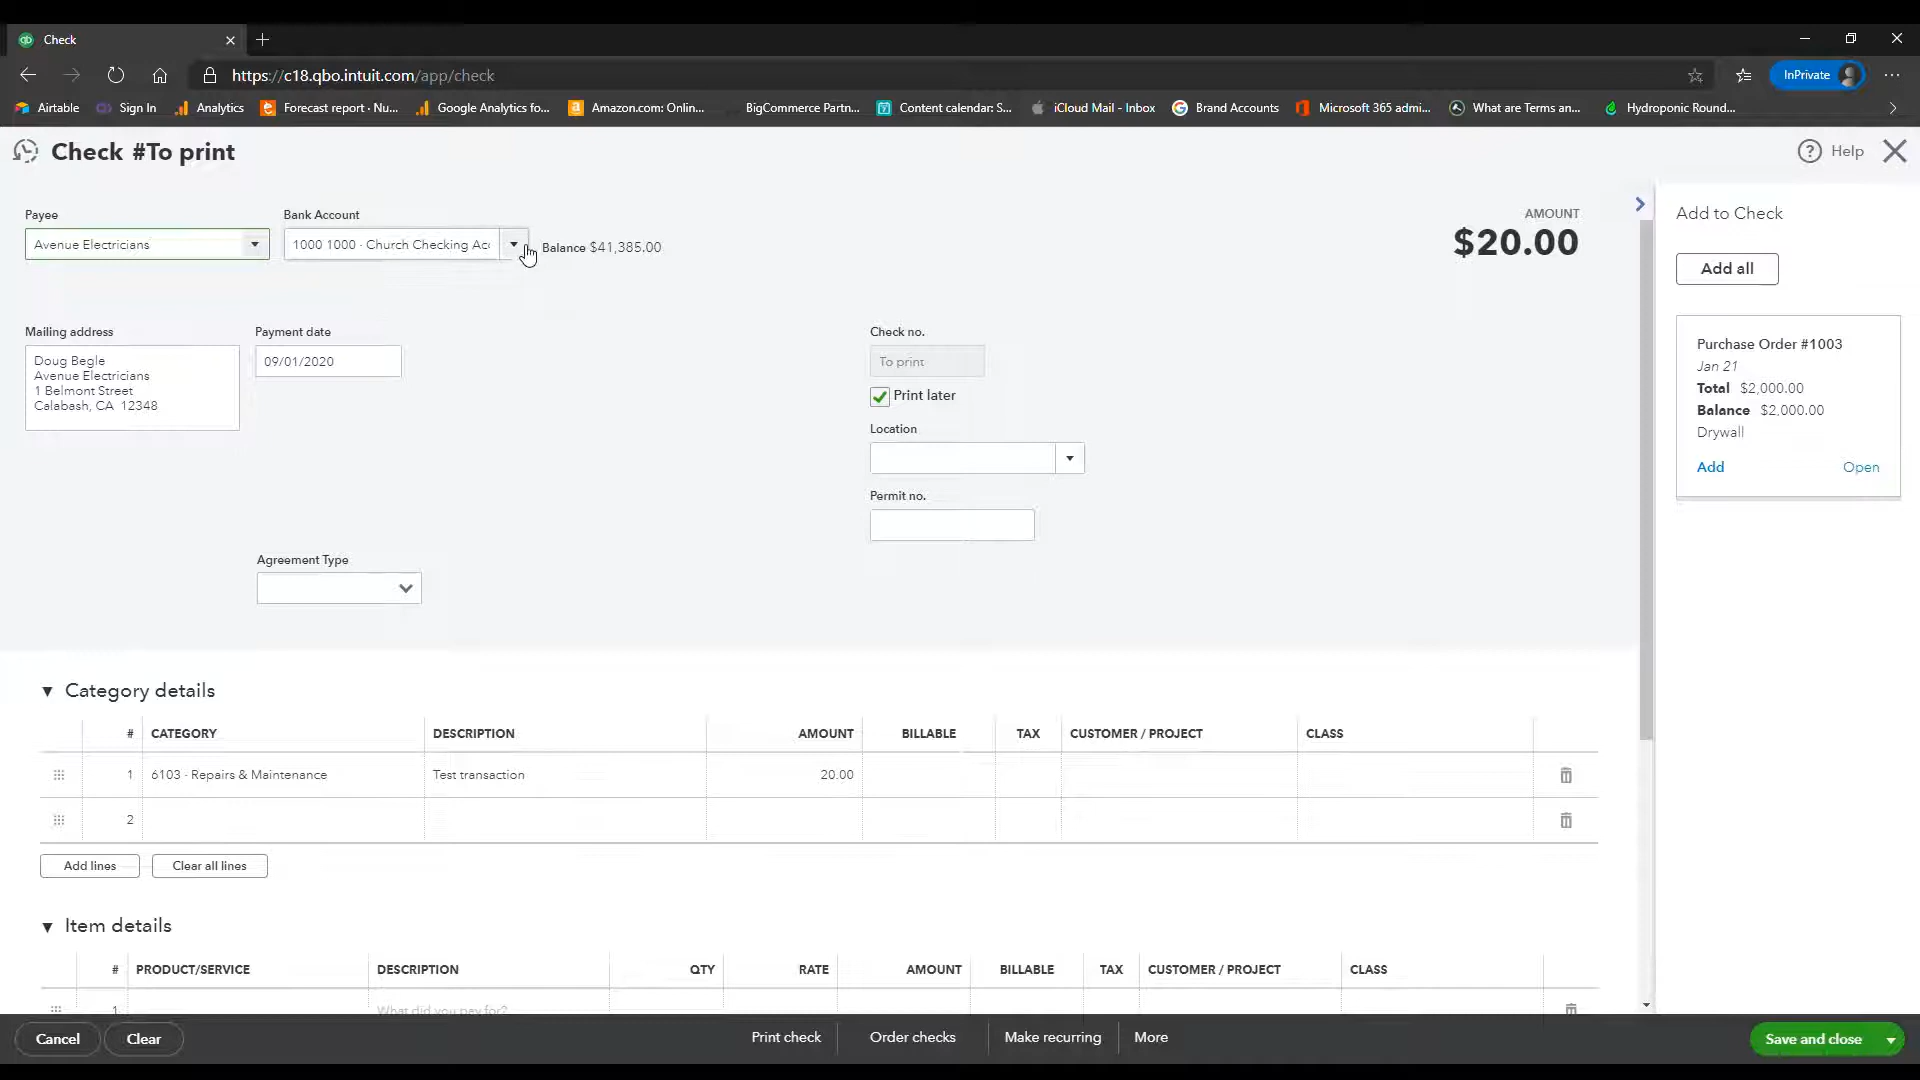 Check
https://c18.qbo.intuit.com/app/check
InPrivate
Airtable
Sign In
Analytics
Forecast report · Nu...
Google Analytics fo...
Amazon.com: Onlin...
BigCommerce Partn...
Content calendar: S...
iCloud Mail - Inbox
Brand Accounts
Microsoft 365 admi...
What are Terms an...
Hydroponic Round...
Check #To print
Help
Payee
Bank Account
Avenue Electricians
1000 1000 · Church Checking Acc
Balance $41,385.00
AMOUNT
$20.00
Add to Check
Add all
Mailing address
Payment date
Check no.
Doug Begle
Avenue Electricians
1 Belmont Street
Calabash, CA 12348
09/01/2020
To print
Print later
Location
Permit no.
Agreement Type
Purchase Order #1003
Jan 21
Total $2,000.00
Balance $2,000.00
Drywall
Add
Open
Category details
# CATEGORY DESCRIPTION AMOUNT BILLABLE TAX CUSTOMER / PROJECT CLASS
1 6103 · Repairs & Maintenance Test transaction 20.00
2
Add lines
Clear all lines
Item details
# PRODUCT/SERVICE DESCRIPTION QTY RATE AMOUNT BILLABLE TAX CUSTOMER / PROJECT CLASS
1 What did you pay for?
Cancel
Clear
Print check
Order checks
Make recurring
More
Save and close